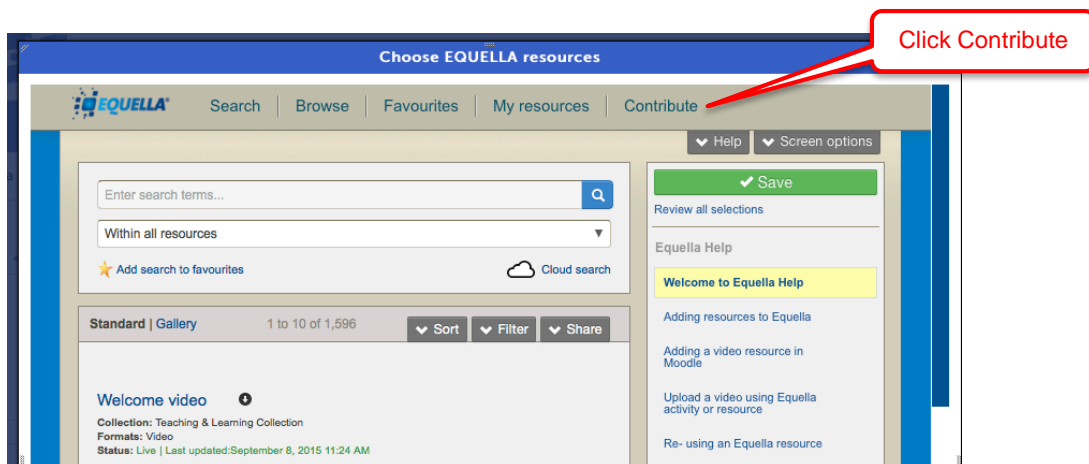 Click Contribute
Choose EQUELLA resources
EQUELLA
Search
Browse
Favourites
My resources
Contribute
Help
Screen options
Enter search terms...
Within all resources
Add search to favourites
Cloud search
Standard | Gallery
1 to 10 of 1,596
Sort
Filter
Share
Welcome video
Collection: Teaching & Learning Collection
Formats: Video
Status: Live | Last updated:September 8, 2015 11:24 AM
Save
Review all selections
Equella Help
Welcome to Equella Help
Adding resources to Equella
Adding a video resource in
Moodle
Upload a video using Equella
activity or resource
Re- using an Equella resource